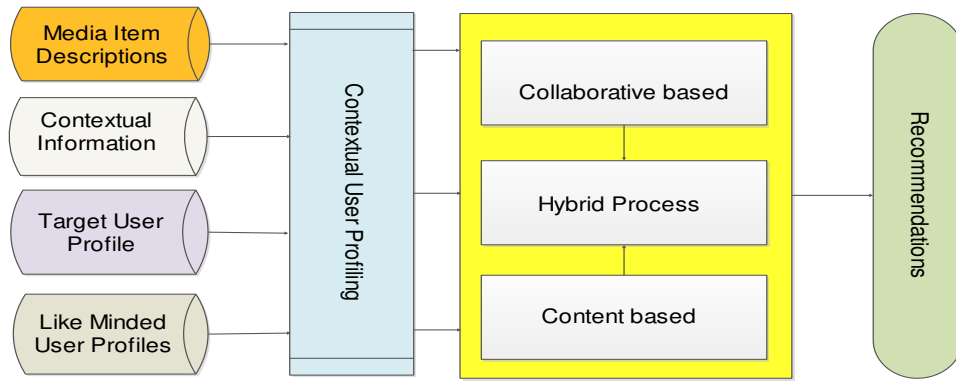 Media Item
Descriptions
Contextual
Information
Target User
Profile
Like Minded
User Profiles
Contextual User Profiling
Collaborative based
Hybrid Process
Content based
Recommendations